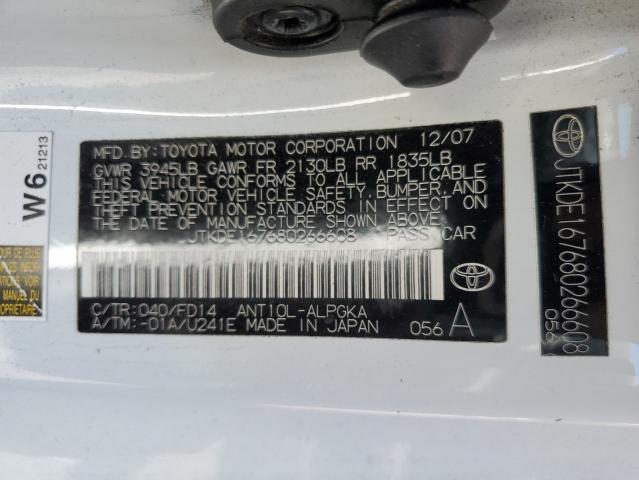 MFD.BY:TOYOTA MOTOR CORPORATION 12/07
GVWR 3945LB GAWR FR 2130LB RR 1835LB
THIS VEHICLE CONFORMS TO ALL APPLICABLE
FEDERAL MOTOR VEHICLE SAFETY,BUMPER,AND
THEFT PREVENTION STANDARDS IN EFFECT ON
THE DATE OF MANUFACTURE SHOWN ABOVE.
JTKDE167680266608 PASS.CAR
C/TR:040/FD14 ANT10L-ALPGKA
A/TM:-01A/U241E MADE IN JAPAN 056 A
JTKDE167680266608
056
W6
21213